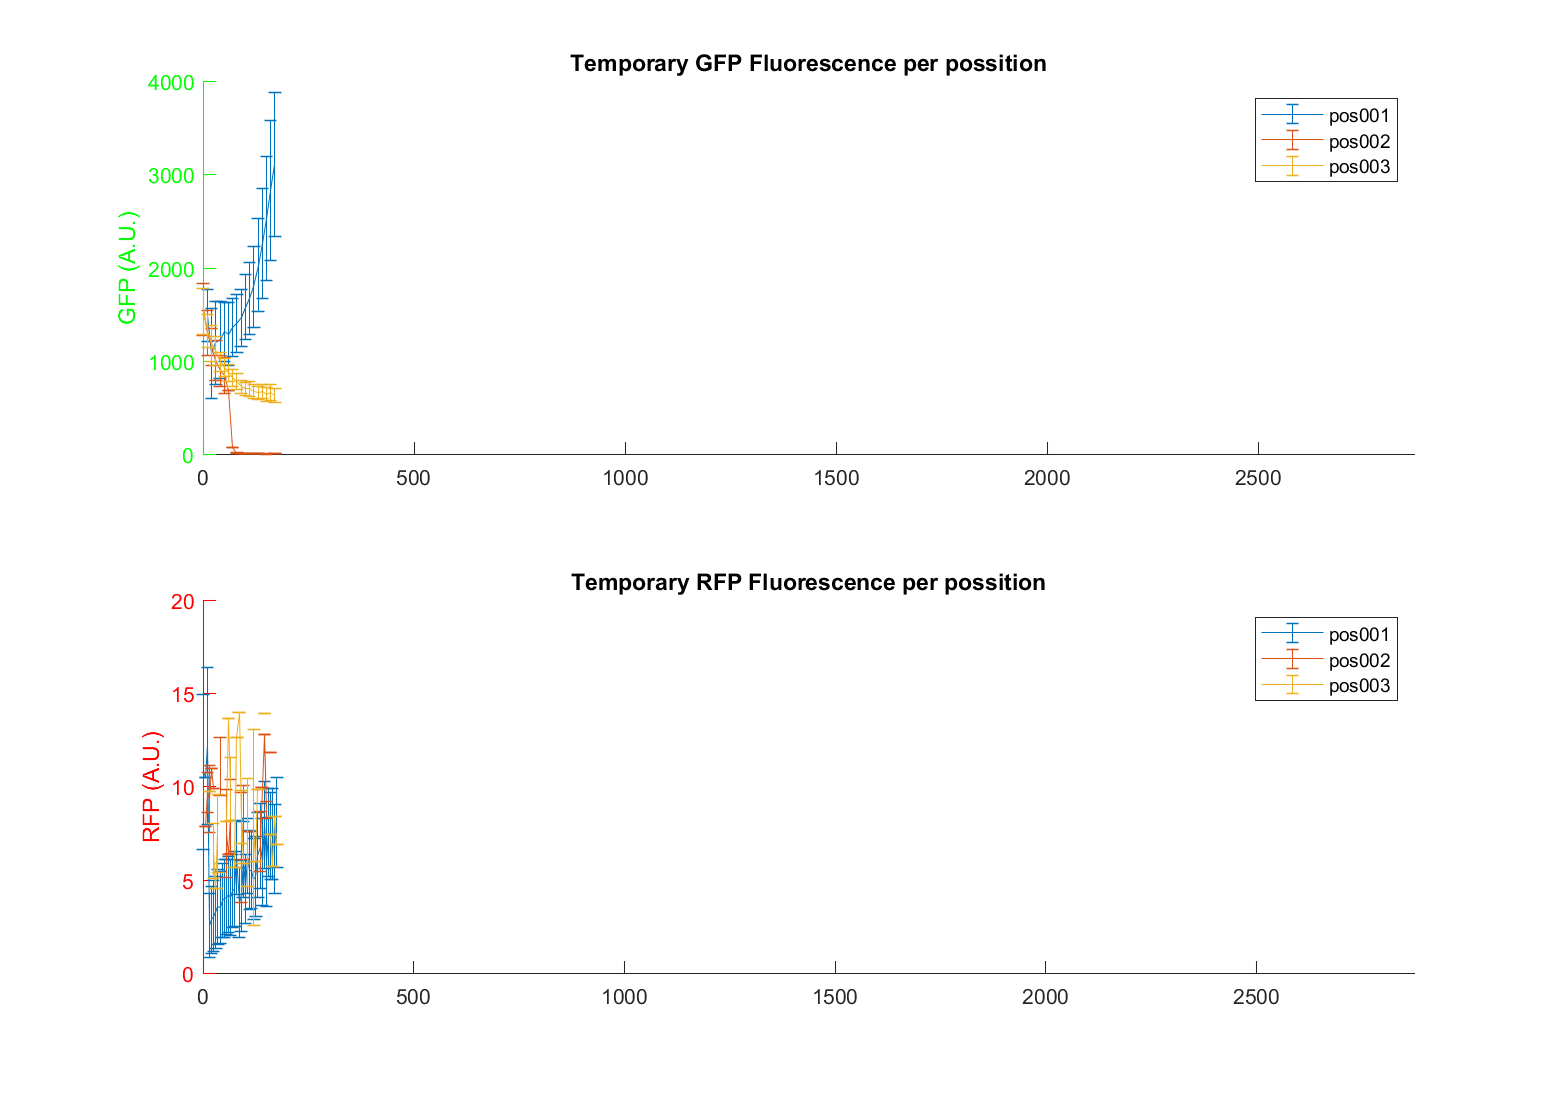 Temporary GFP Fluorescence per possition
4000
3000
2000
1000
0
GFP (A.U.)
0 500 1000 1500 2000 2500
pos001
pos002
pos003
Temporary RFP Fluorescence per possition
20
15
10
5
0
RFP (A.U.)
0 500 1000 1500 2000 2500
pos001
pos002
pos003